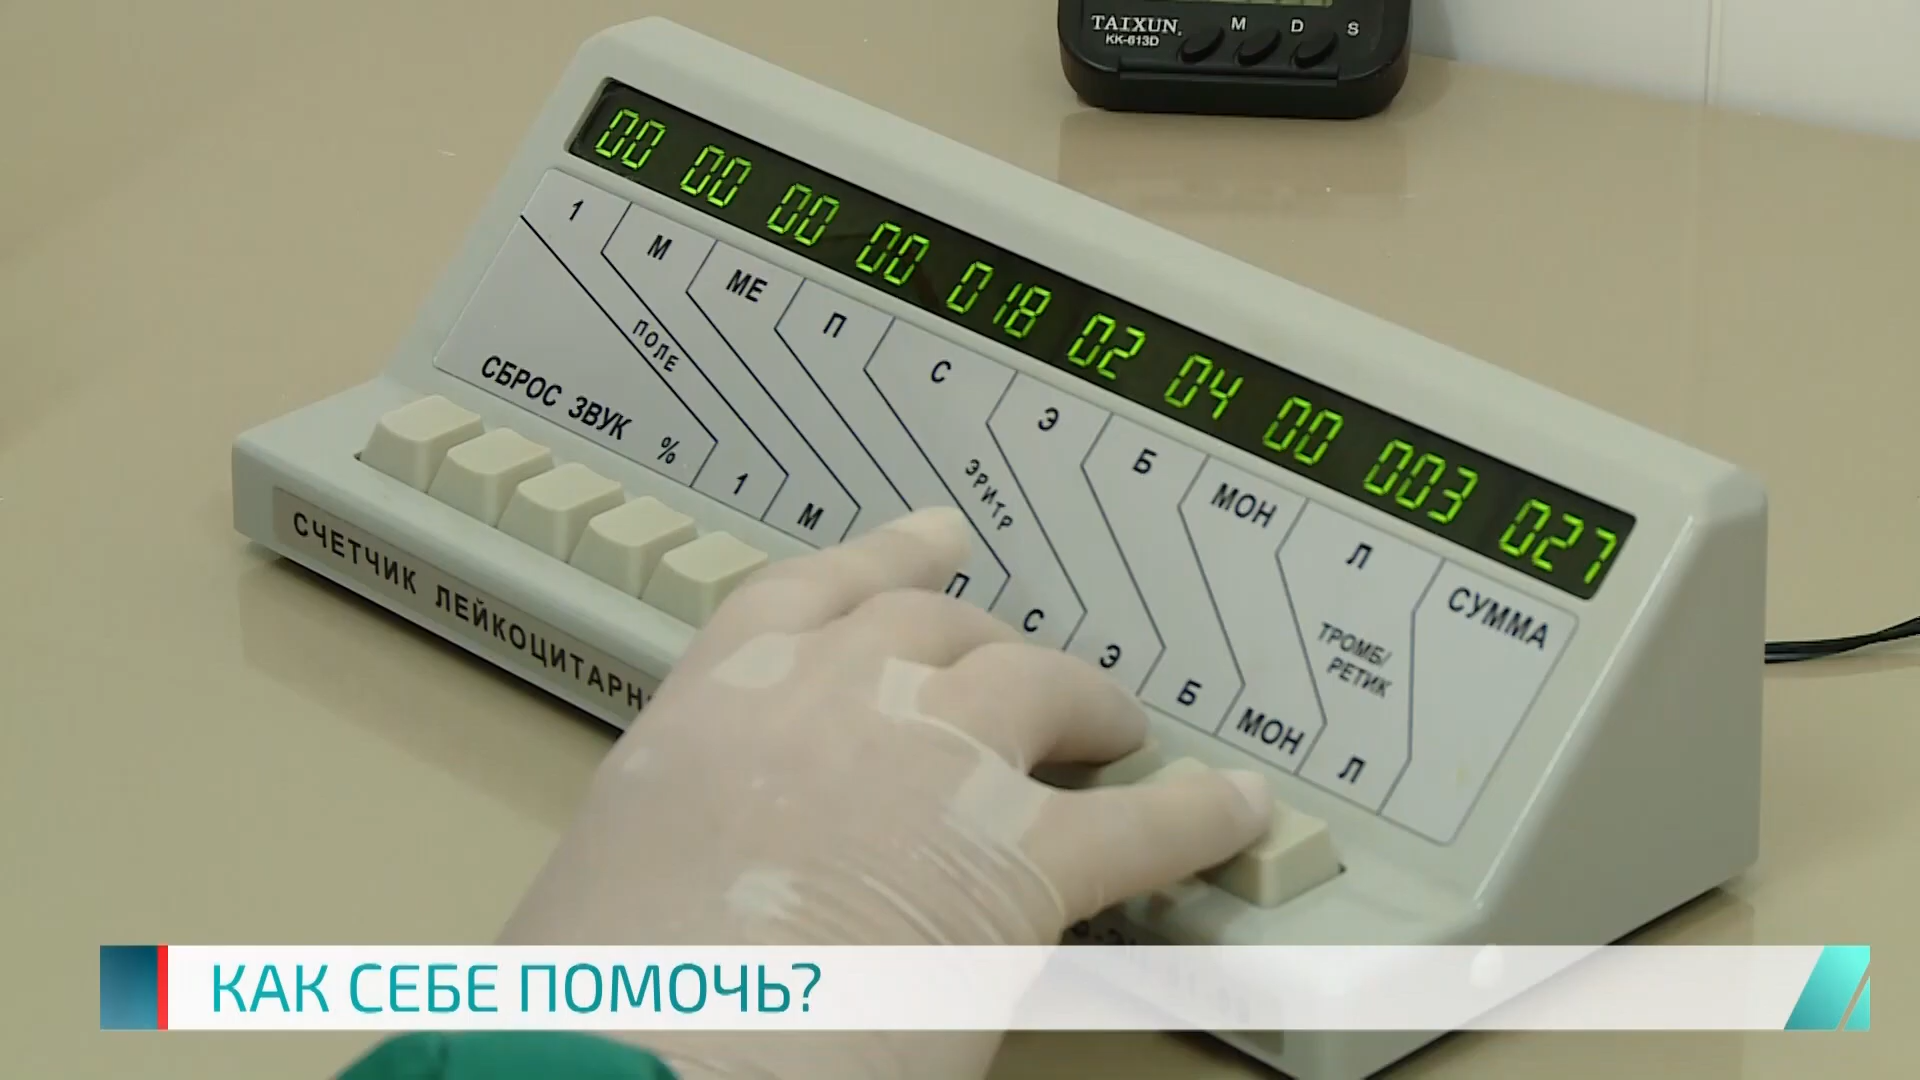 TAIXUN
KK-613D
M D S
00 00 00 00 018 02 04 00 003 027
1 М МЕ П С Э Б МОН Л СУММА
ПОЛЕ
ЭРИТР
ТРОМБ/
РЕТИК
СБРОС ЗВУК % 1 М
П С Э Б МОН Л
СЧЕТЧИК ЛЕЙКОЦИТАРН
КАК СЕБЕ ПОМОЧЬ?